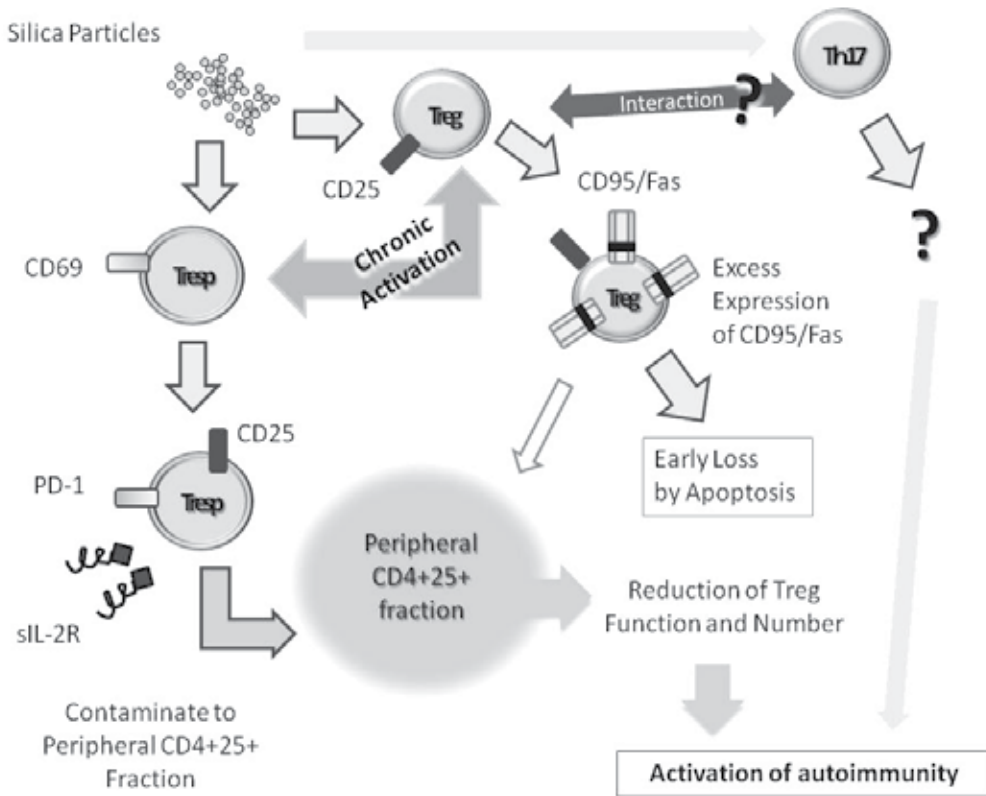 Silica Particles
Th17
Treg
Interaction
?
CD25
CD95/Fas
?
Chronic
Activation
CD69
Tresp
Treg
Excess
Expression
of CD95/Fas
CD25
PD-1
Tresp
Early Loss
by Apoptosis
Peripheral
CD4+25+
fraction
sIL-2R
Reduction of Treg
Function and Number
Contaminate to
Peripheral CD4+25+
Fraction
Activation of autoimmunity